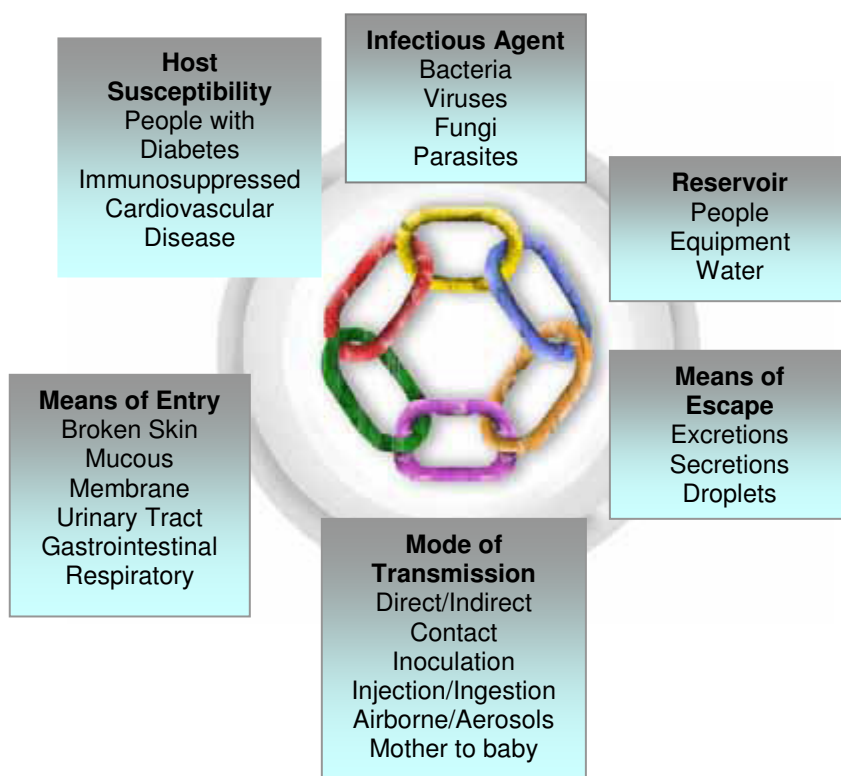 Infectious Agent
Bacteria
Viruses
Fungi
Parasites
Host
Susceptibility
People with
Diabetes
Immunosuppressed
Cardiovascular
Disease
Reservoir
People
Equipment
Water
Means of
Escape
Excretions
Secretions
Droplets
Means of Entry
Broken Skin
Mucous
Membrane
Urinary Tract
Gastrointestinal
Respiratory
Mode of
Transmission
Direct/Indirect
Contact
Inoculation
Injection/Ingestion
Airborne/Aerosols
Mother to baby